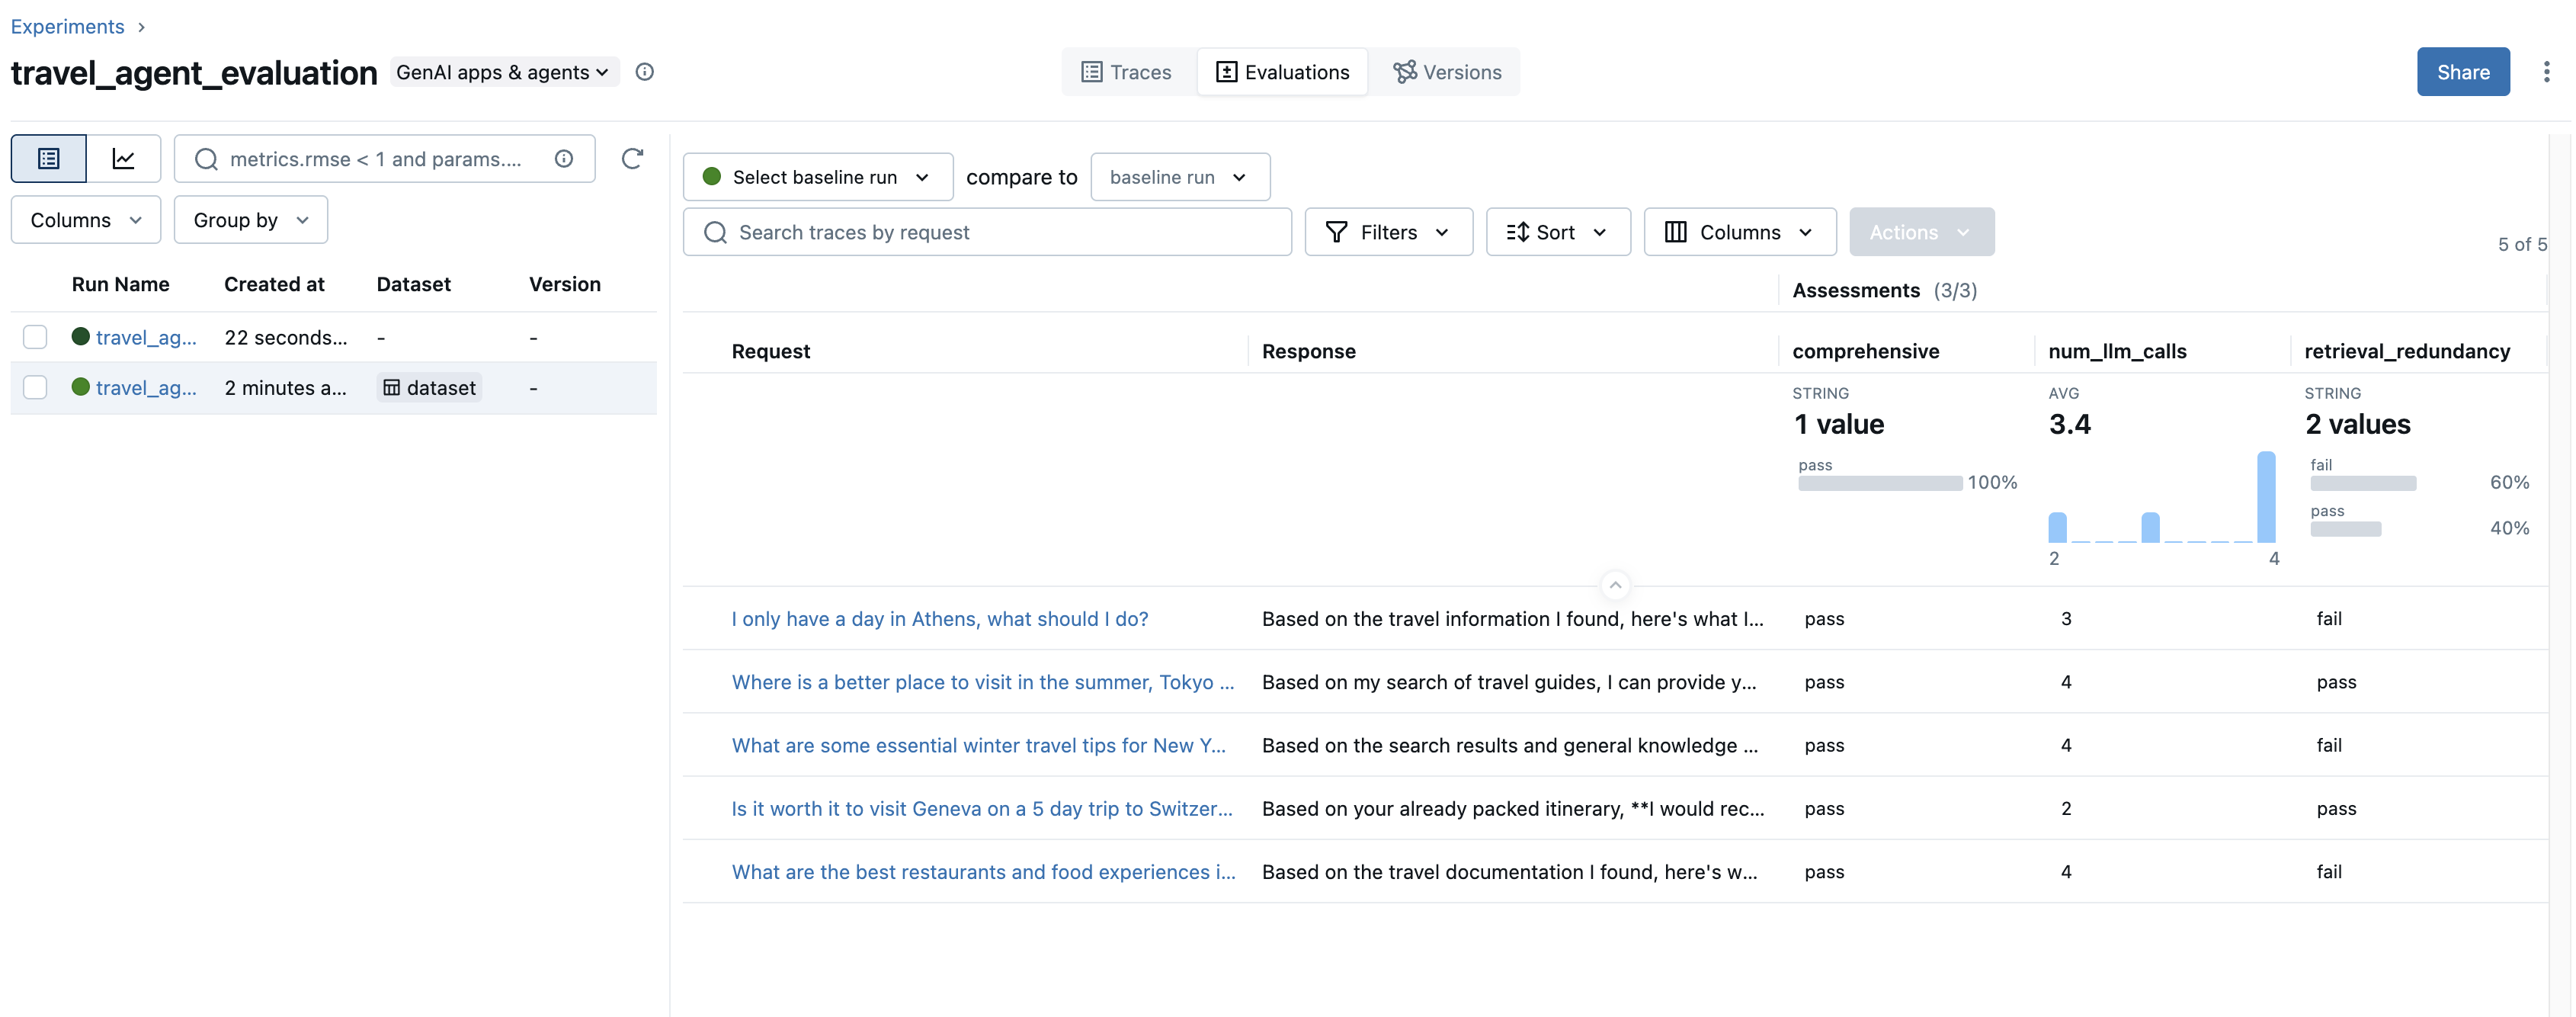 Experiments
travel_agent_evaluation GenAI apps & agents
Traces Evaluations Versions
Share
metrics.rmse < 1 and params....
Columns Group by
Run Name Created at Dataset Version
travel_ag... 22 seconds... - -
travel_ag... 2 minutes a... dataset -
Select baseline run compare to baseline run
Search traces by request Filters Sort Columns Actions
5 of 5
Assessments (3/3)
Request Response comprehensive num_llm_calls retrieval_redundancy
STRING AVG STRING
1 value 3.4 2 values
pass 100%
fail 60%
pass 40%
2 4
I only have a day in Athens, what should I do? Based on the travel information I found, here's what I... pass 3 fail
Where is a better place to visit in the summer, Tokyo ... Based on my search of travel guides, I can provide y... pass 4 pass
What are some essential winter travel tips for New Y... Based on the search results and general knowledge ... pass 4 fail
Is it worth it to visit Geneva on a 5 day trip to Switzer... Based on your already packed itinerary, **I would rec... pass 2 pass
What are the best restaurants and food experiences i... Based on the travel documentation I found, here's w... pass 4 fail